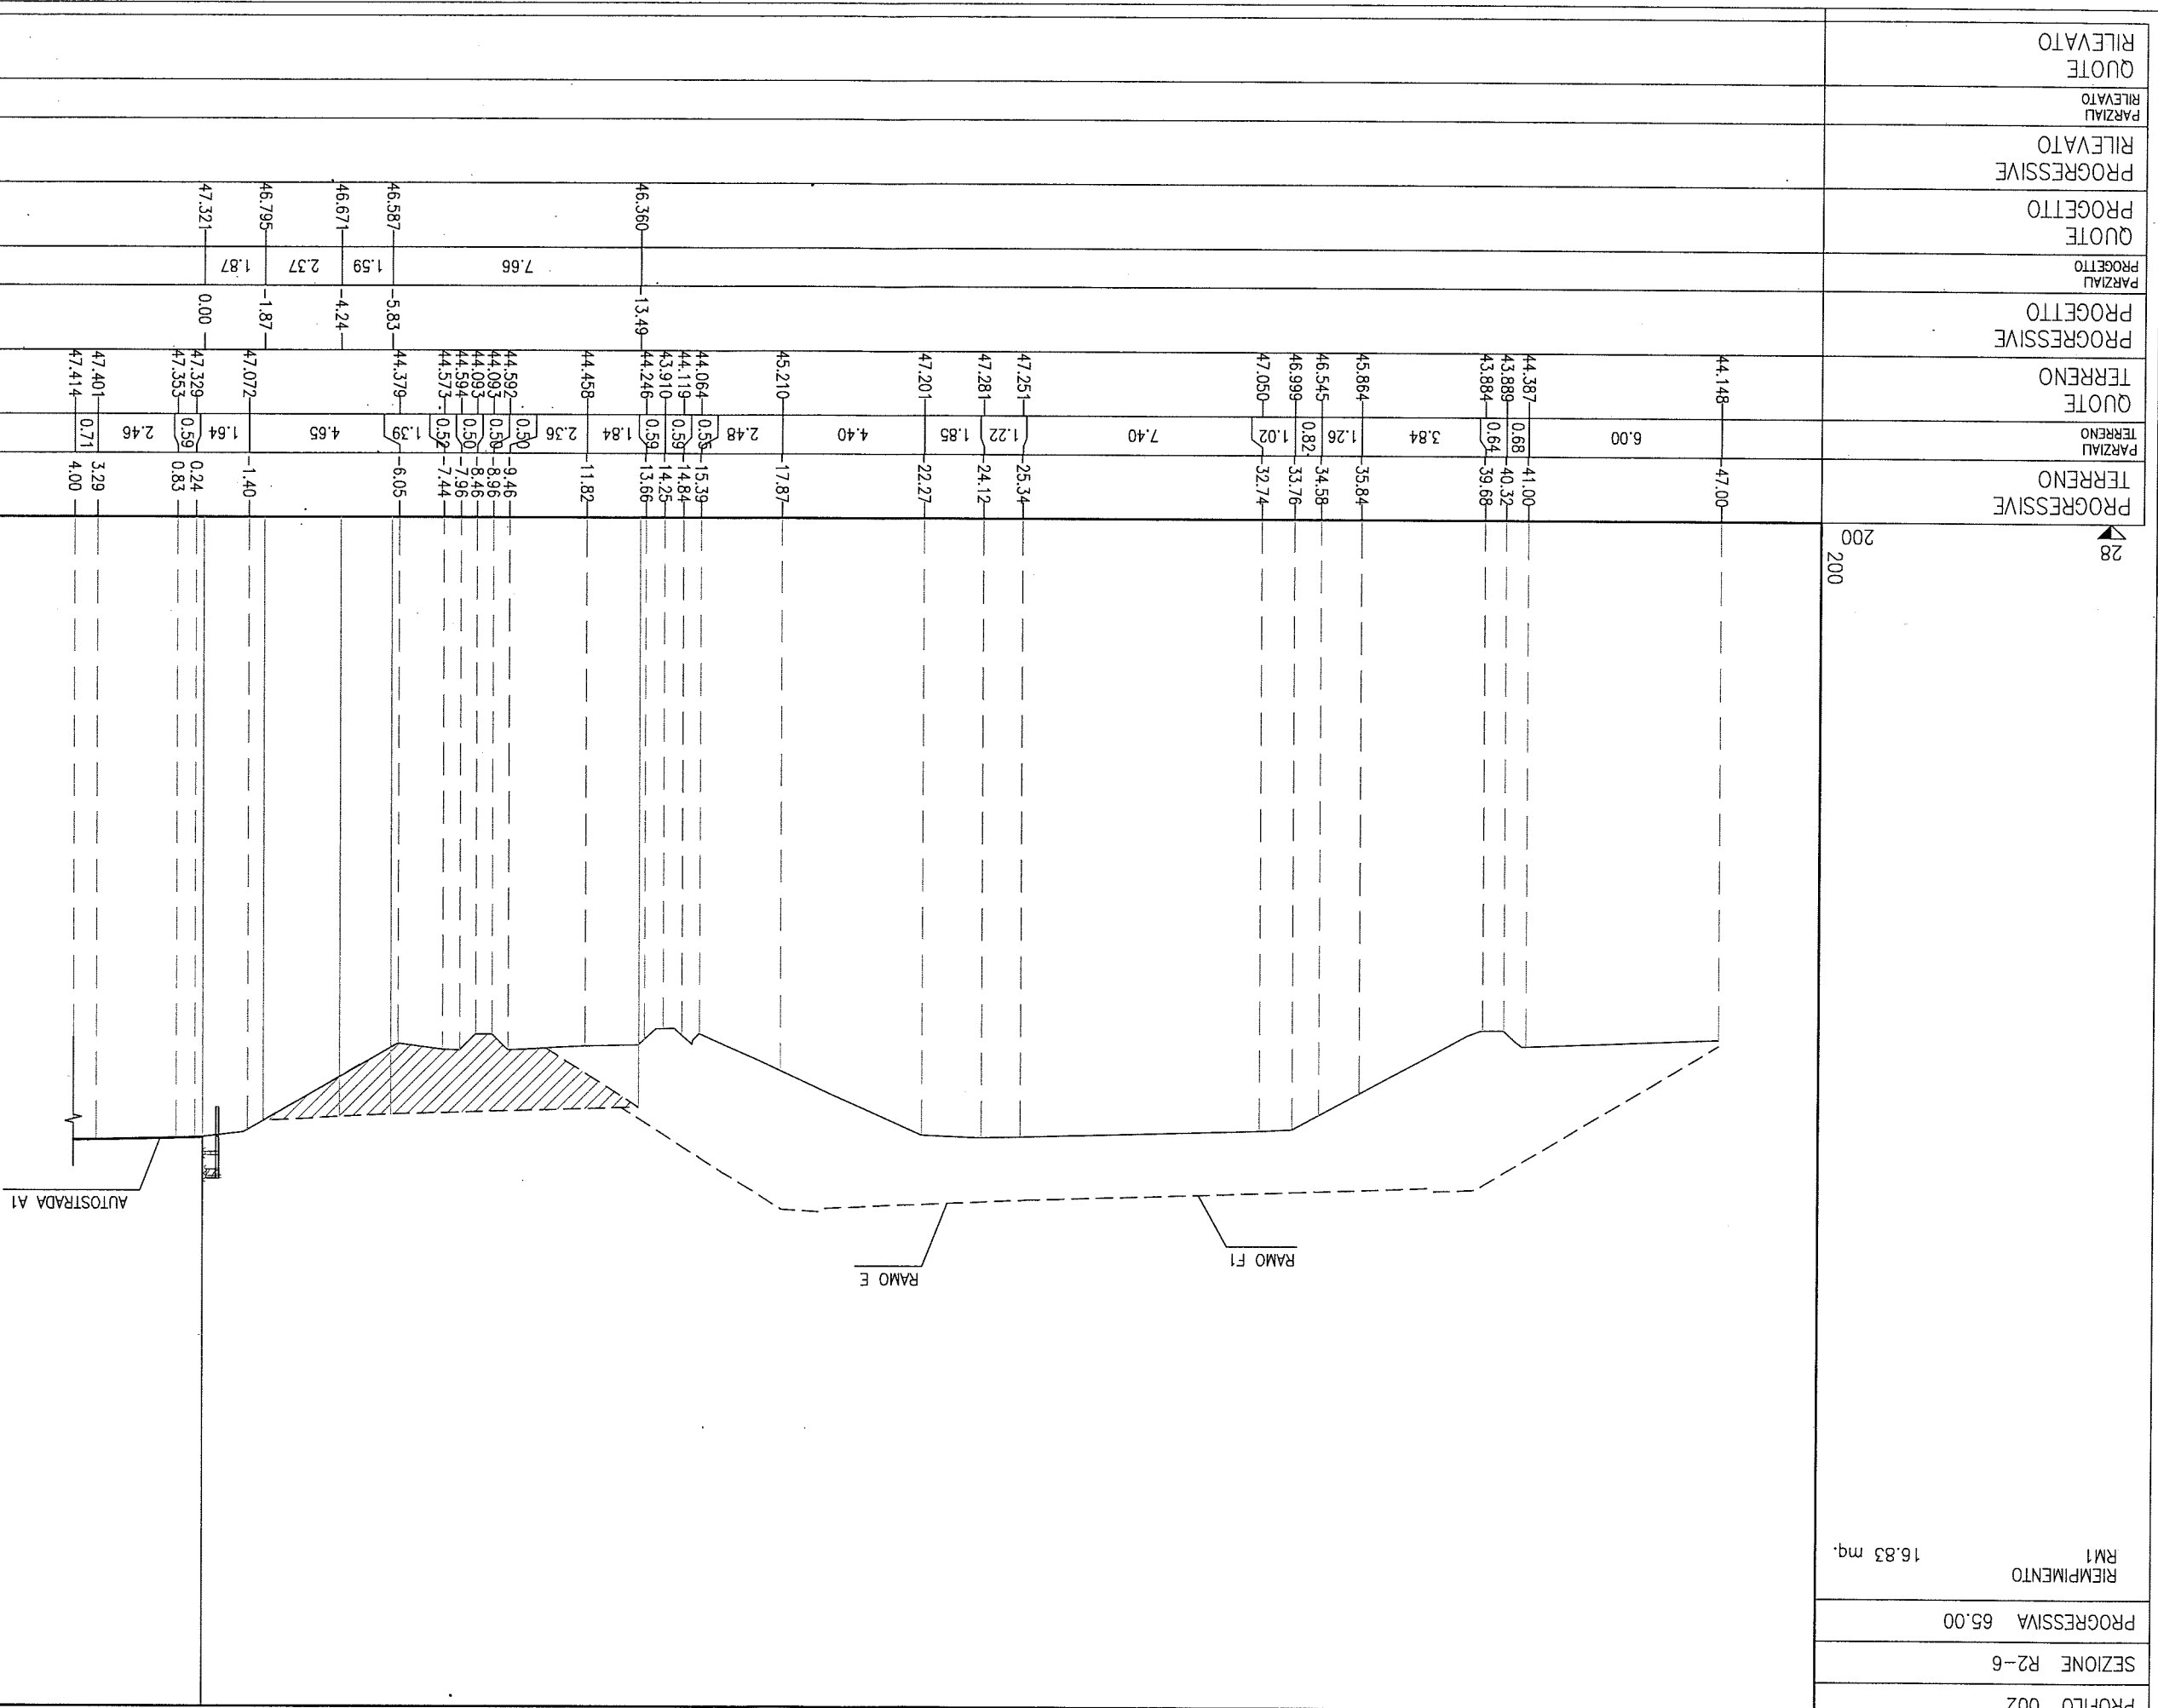 PROFILO 002
SEZIONE R2-6
PROGRESSIVA 65.00
RIEMPIMENTO
RM1 16.83 mq.
RAMO F1
RAMO E
AUTOSTRADA A1
28
200
200
PROGRESSIVE
TERRENO
-47.00 -41.00 -40.32 -39.68 -35.84 -34.58 -33.76 -32.74 -25.34 -24.12 -22.27 -17.87 -15.39 -14.84 -14.25 -13.66 -11.82 -9.46 -8.96 -8.46 -7.96 -7.44 -6.05 -1.40 0.24 0.83 3.29 4.00
PARZIALI
TERRENO
6.00 0.68 0.64 3.84 1.26 0.82 1.02 7.40 1.22 1.85 4.40 2.48 0.55 0.59 0.59 1.84 2.36 0.50 0.50 0.50 0.52 1.39 4.65 1.64 0.59 2.46 0.71
QUOTE
TERRENO
44.148 44.387 43.889 43.884 45.864 46.545 46.999 47.050 47.251 47.281 47.201 45.210 44.064 44.119 43.910 44.246 44.458 44.592 44.093 44.093 44.594 44.573 44.379 47.072 47.329 47.353 47.401 47.414
PROGRESSIVE
PROGETTO
-13.49 -5.83 -4.24 -1.87 0.00
PARZIALI
PROGETTO
7.66 1.59 2.37 1.87
QUOTE
PROGETTO
46.360 46.587 46.671 46.795 47.321
PROGRESSIVE
RILEVATO
PARZIALI
RILEVATO
QUOTE
RILEVATO